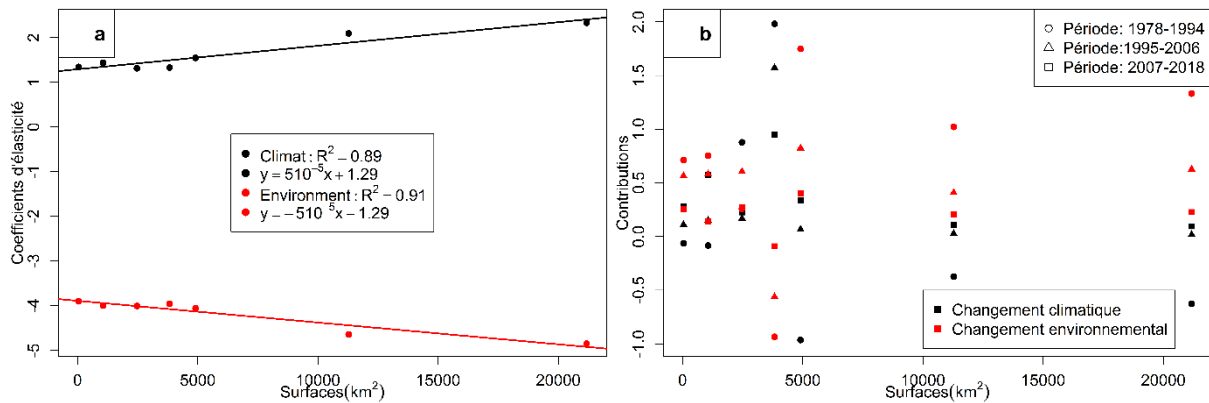 a
Coefficients d'élasticité
2
1
0
-1
-2
-3
-4
-5
Climat : R² – 0.89
y = 510⁻⁵x + 1.29
Environment : R² – 0.91
y = – 510⁻⁵x – 1.29
0 5000 10000 15000 20000
Surfaces(km²)
b
Contributions
2.0
1.5
1.0
0.5
0.0
-0.5
-1.0
Période: 1978-1994
Période:1995-2006
Période: 2007-2018
Changement climatique
Changement environnemental
0 5000 10000 15000 20000
Surfaces(km²)